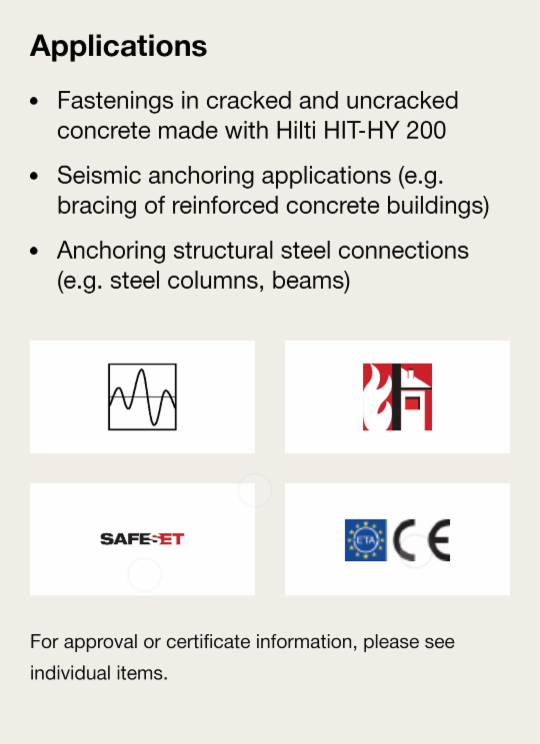 Applications
• Fastenings in cracked and uncracked
concrete made with Hilti HIT-HY 200
• Seismic anchoring applications (e.g.
bracing of reinforced concrete buildings)
• Anchoring structural steel connections
(e.g. steel columns, beams)
SAFESET
ETA CE
For approval or certificate information, please see
individual items.